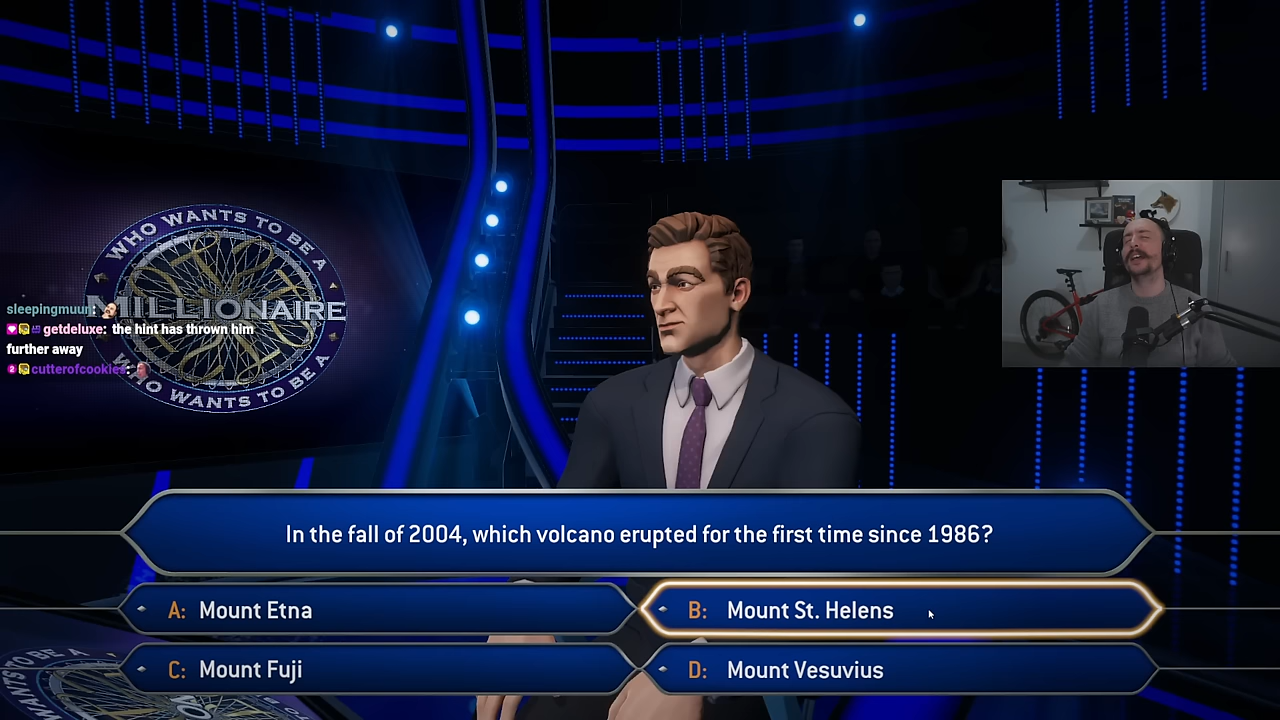 WHO WANTS TO BE A
MILLIONAIRE
WHO WANTS TO BE A
sleepingmuun:
getdeluxe: the hint has thrown him
further away
2 cutterofcookies:
In the fall of 2004, which volcano erupted for the first time since 1986?
A: Mount Etna
B: Mount St. Helens
C: Mount Fuji
D: Mount Vesuvius